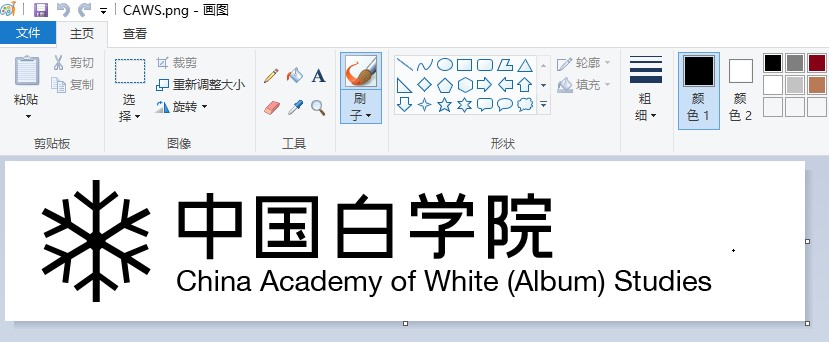 CAWS.png - 画图
文件 主页 查看
粘贴
剪切
复制
剪贴板
选择
裁剪
重新调整大小
旋转
图像
A
工具
刷子
轮廓
填充
形状
粗细
颜色 1
颜色 2
中国白学院
China Academy of White (Album) Studies